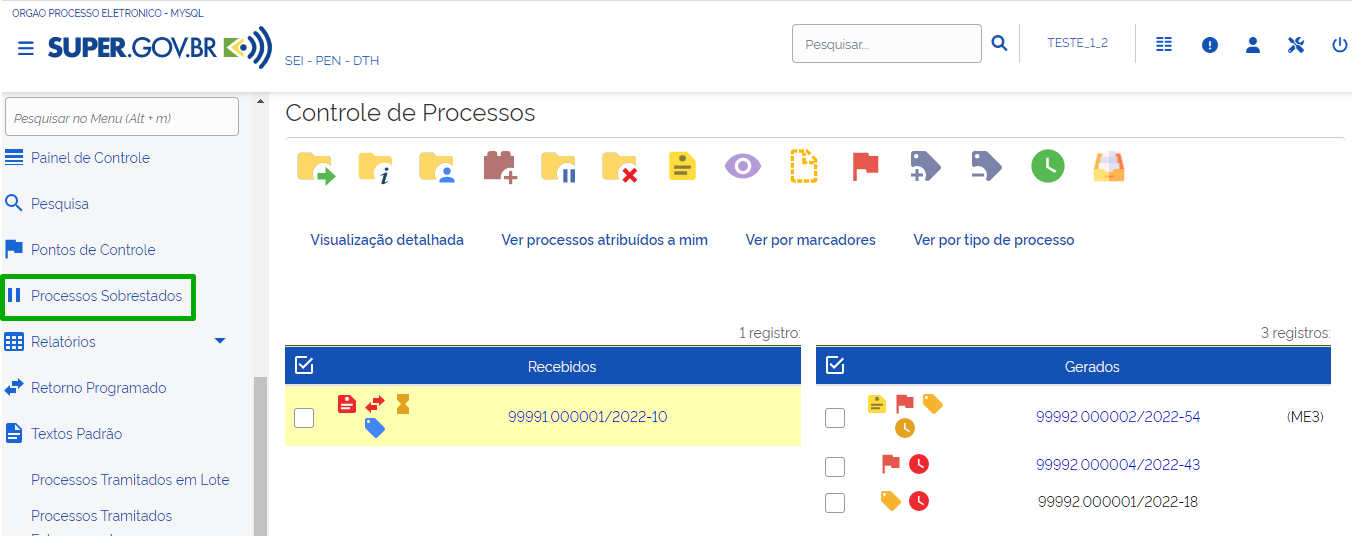 ORGAO PROCESSO ELETRONICO - MYSQL
SUPER.GOV.BR
SEI - PEN - DTH
Pesquisar...
TESTE_1_2
Pesquisar no Menu (Alt + m)
Painel de Controle
Pesquisa
Pontos de Controle
Processos Sobrestados
Relatórios
Retorno Programado
Textos Padrão
Processos Tramitados em Lote
Processos Tramitados
Controle de Processos
Visualização detalhada
Ver processos atribuídos a mim
Ver por marcadores
Ver por tipo de processo
1 registro:
Recebidos
99991.000001/2022-10
3 registros:
Gerados
99992.000002/2022-54 (ME3)
99992.000004/2022-43
99992.000001/2022-18